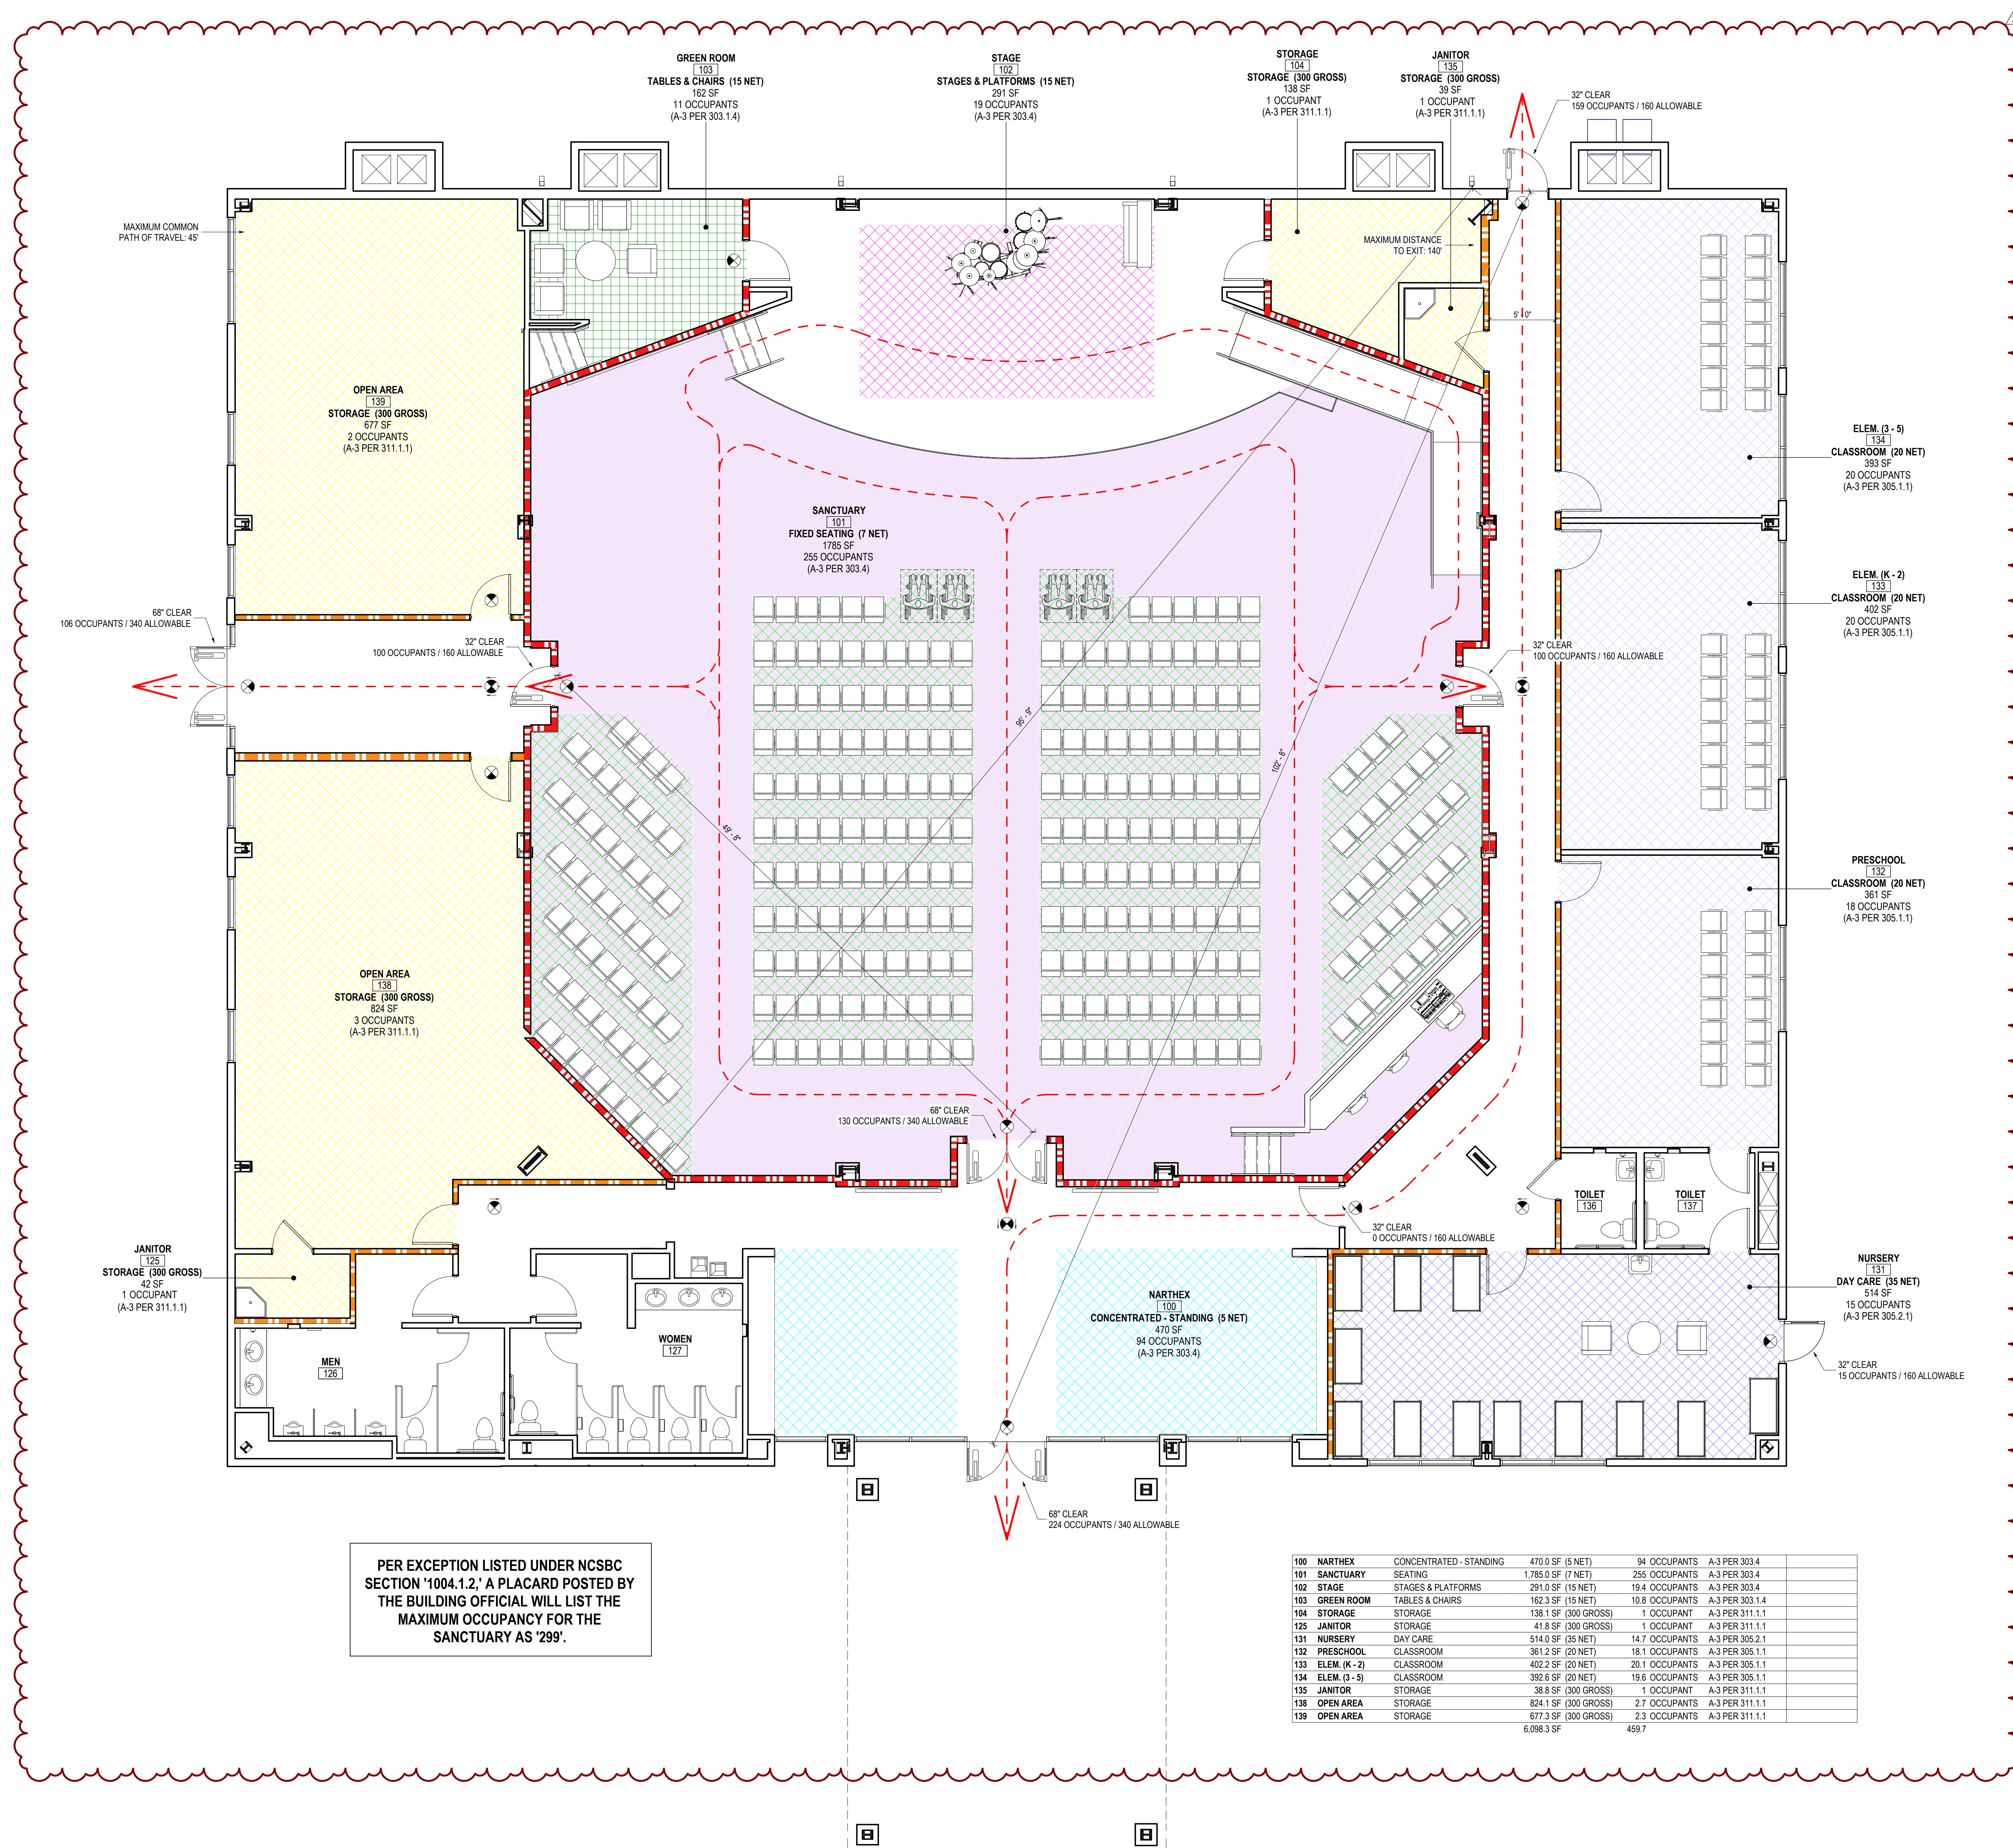 GREEN ROOM
103
TABLES & CHAIRS (15 NET)
162 SF
11 OCCUPANTS
(A-3 PER 303.1.4)
STAGE
102
STAGES & PLATFORMS (15 NET)
291 SF
19 OCCUPANTS
(A-3 PER 303.4)
STORAGE
104
STORAGE (300 GROSS)
138 SF
1 OCCUPANT
(A-3 PER 311.1.1)
JANITOR
135
STORAGE (300 GROSS)
39 SF
1 OCCUPANT
(A-3 PER 311.1.1)
32" CLEAR
159 OCCUPANTS / 160 ALLOWABLE
MAXIMUM COMMON
PATH OF TRAVEL: 45'
MAXIMUM DISTANCE
TO EXIT: 140'
5' - 0"
OPEN AREA
139
STORAGE (300 GROSS)
677 SF
2 OCCUPANTS
(A-3 PER 311.1.1)
ELEM. (3 - 5)
134
CLASSROOM (20 NET)
393 SF
20 OCCUPANTS
(A-3 PER 305.1.1)
SANCTUARY
101
FIXED SEATING (7 NET)
1785 SF
255 OCCUPANTS
(A-3 PER 303.4)
ELEM. (K - 2)
133
CLASSROOM (20 NET)
402 SF
20 OCCUPANTS
(A-3 PER 305.1.1)
68" CLEAR
106 OCCUPANTS / 340 ALLOWABLE
32" CLEAR
100 OCCUPANTS / 160 ALLOWABLE
32" CLEAR
100 OCCUPANTS / 160 ALLOWABLE
95' - 9"
102' - 8"
49' - 8"
PRESCHOOL
132
CLASSROOM (20 NET)
361 SF
18 OCCUPANTS
(A-3 PER 305.1.1)
OPEN AREA
138
STORAGE (300 GROSS)
824 SF
3 OCCUPANTS
(A-3 PER 311.1.1)
68" CLEAR
130 OCCUPANTS / 340 ALLOWABLE
TOILET
136
TOILET
137
32" CLEAR
0 OCCUPANTS / 160 ALLOWABLE
JANITOR
125
STORAGE (300 GROSS)
42 SF
1 OCCUPANT
(A-3 PER 311.1.1)
NURSERY
131
DAY CARE (35 NET)
514 SF
15 OCCUPANTS
(A-3 PER 305.2.1)
NARTHEX
100
CONCENTRATED - STANDING (5 NET)
470 SF
94 OCCUPANTS
(A-3 PER 303.4)
WOMEN
127
MEN
126
32" CLEAR
15 OCCUPANTS / 160 ALLOWABLE
68" CLEAR
224 OCCUPANTS / 340 ALLOWABLE
PER EXCEPTION LISTED UNDER NCSBC
SECTION '1004.1.2,' A PLACARD POSTED BY
THE BUILDING OFFICIAL WILL LIST THE
MAXIMUM OCCUPANCY FOR THE
SANCTUARY AS '299'.
100 NARTHEX CONCENTRATED - STANDING 470.0 SF (5 NET) 94 OCCUPANTS A-3 PER 303.4
101 SANCTUARY SEATING 1,785.0 SF (7 NET) 255 OCCUPANTS A-3 PER 303.4
102 STAGE STAGES & PLATFORMS 291.0 SF (15 NET) 19.4 OCCUPANTS A-3 PER 303.4
103 GREEN ROOM TABLES & CHAIRS 162.3 SF (15 NET) 10.8 OCCUPANTS A-3 PER 303.1.4
104 STORAGE STORAGE 138.1 SF (300 GROSS) 1 OCCUPANT A-3 PER 311.1.1
125 JANITOR STORAGE 41.8 SF (300 GROSS) 1 OCCUPANT A-3 PER 311.1.1
131 NURSERY DAY CARE 514.0 SF (35 NET) 14.7 OCCUPANTS A-3 PER 305.2.1
132 PRESCHOOL CLASSROOM 361.2 SF (20 NET) 18.1 OCCUPANTS A-3 PER 305.1.1
133 ELEM. (K - 2) CLASSROOM 402.2 SF (20 NET) 20.1 OCCUPANTS A-3 PER 305.1.1
134 ELEM. (3 - 5) CLASSROOM 392.6 SF (20 NET) 19.6 OCCUPANTS A-3 PER 305.1.1
135 JANITOR STORAGE 38.8 SF (300 GROSS) 1 OCCUPANT A-3 PER 311.1.1
138 OPEN AREA STORAGE 824.1 SF (300 GROSS) 2.7 OCCUPANTS A-3 PER 311.1.1
139 OPEN AREA STORAGE 677.3 SF (300 GROSS) 2.3 OCCUPANTS A-3 PER 311.1.1
6,098.3 SF 459.7